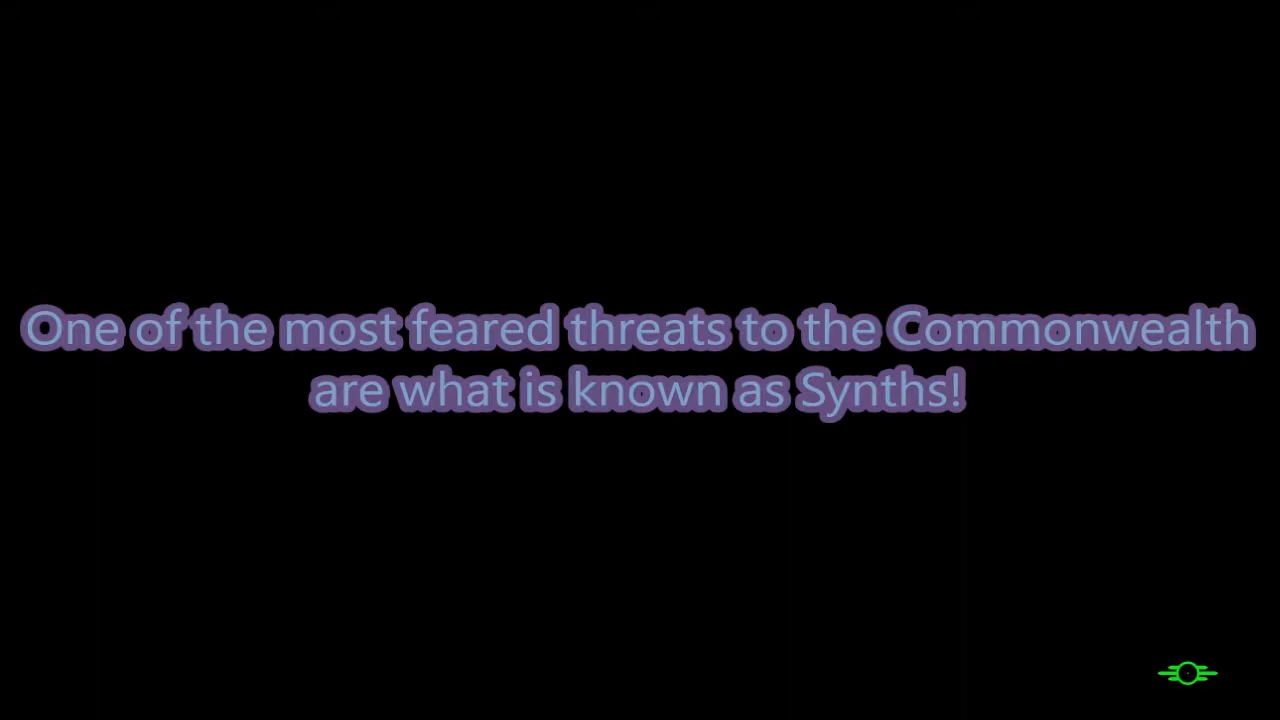 One of the most feared threats to the Commonwealth
are what is known as Synths!